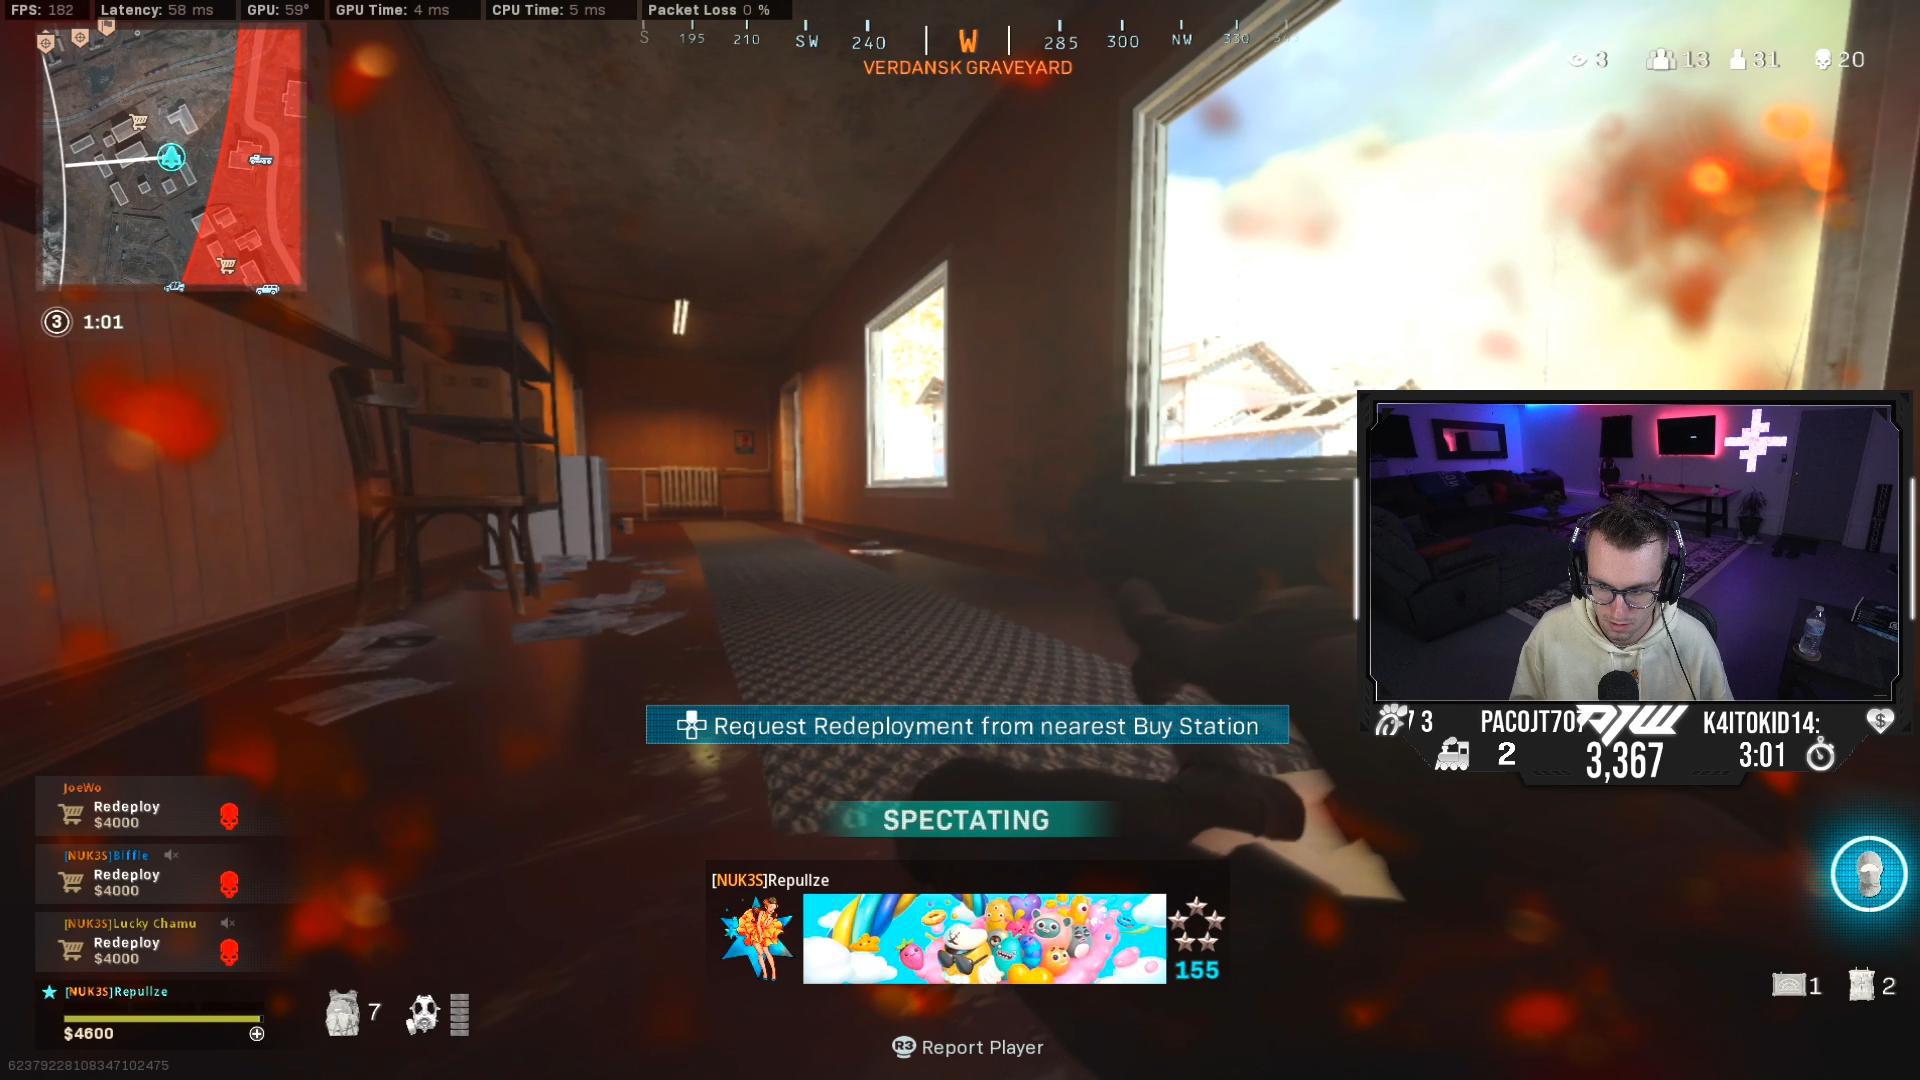 FPS: 182 Latency: 58 ms GPU: 59° GPU Time: 4 ms CPU Time: 5 ms Packet Loss 0 %
S 195 210 SW 240 W 285 300 NW 330
VERDANSK GRAVEYARD
3 13 31 20
3 1:01
Request Redeployment from nearest Buy Station
SPECTATING
[NUK3S]Repullze
155
R3 Report Player
JoeWo
Redeploy
$4000
[NUK3S]Biffle
Redeploy
$4000
[NUK3S]Lucky Chamu
Redeploy
$4000
[NUK3S]Repullze
$4600
7
62379228108347102475
3 PACOJT707 K4ITOKID14:
2 3,367 3:01
1 2